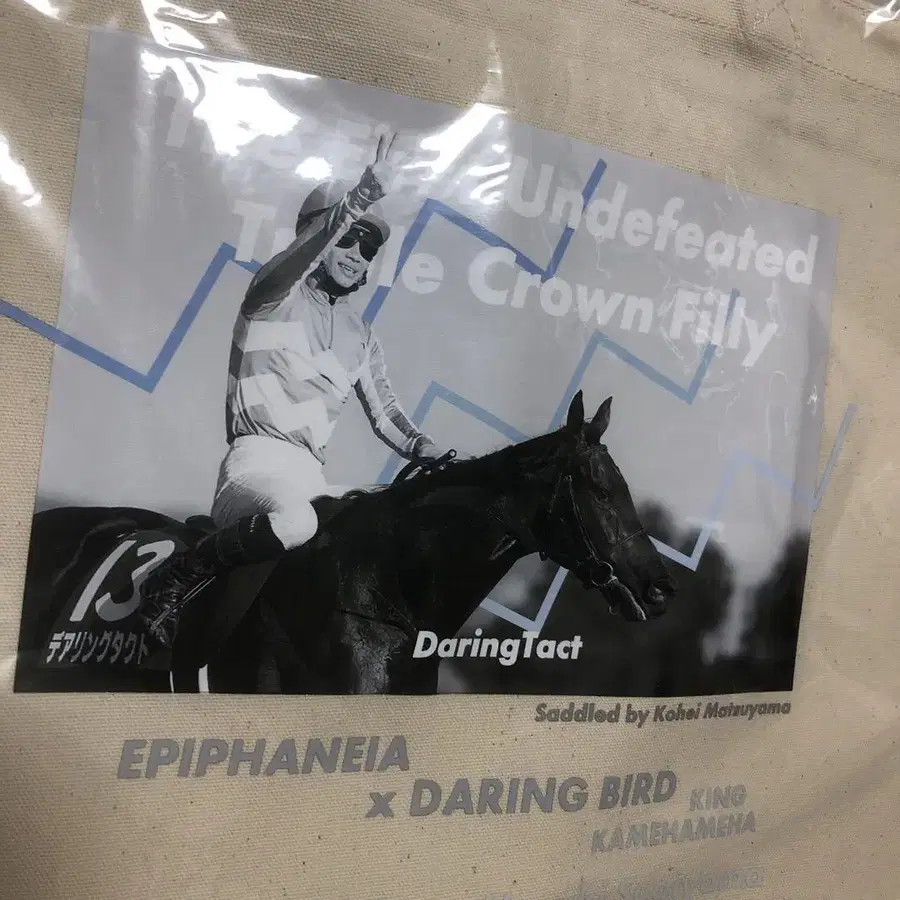 The First Undefeated
Triple Crown Filly
13
デアリングタクト
DaringTact
Saddled by Kohei Matsuyama
EPIPHANEIA
x DARING BIRD KING
KAMEHAMEHA